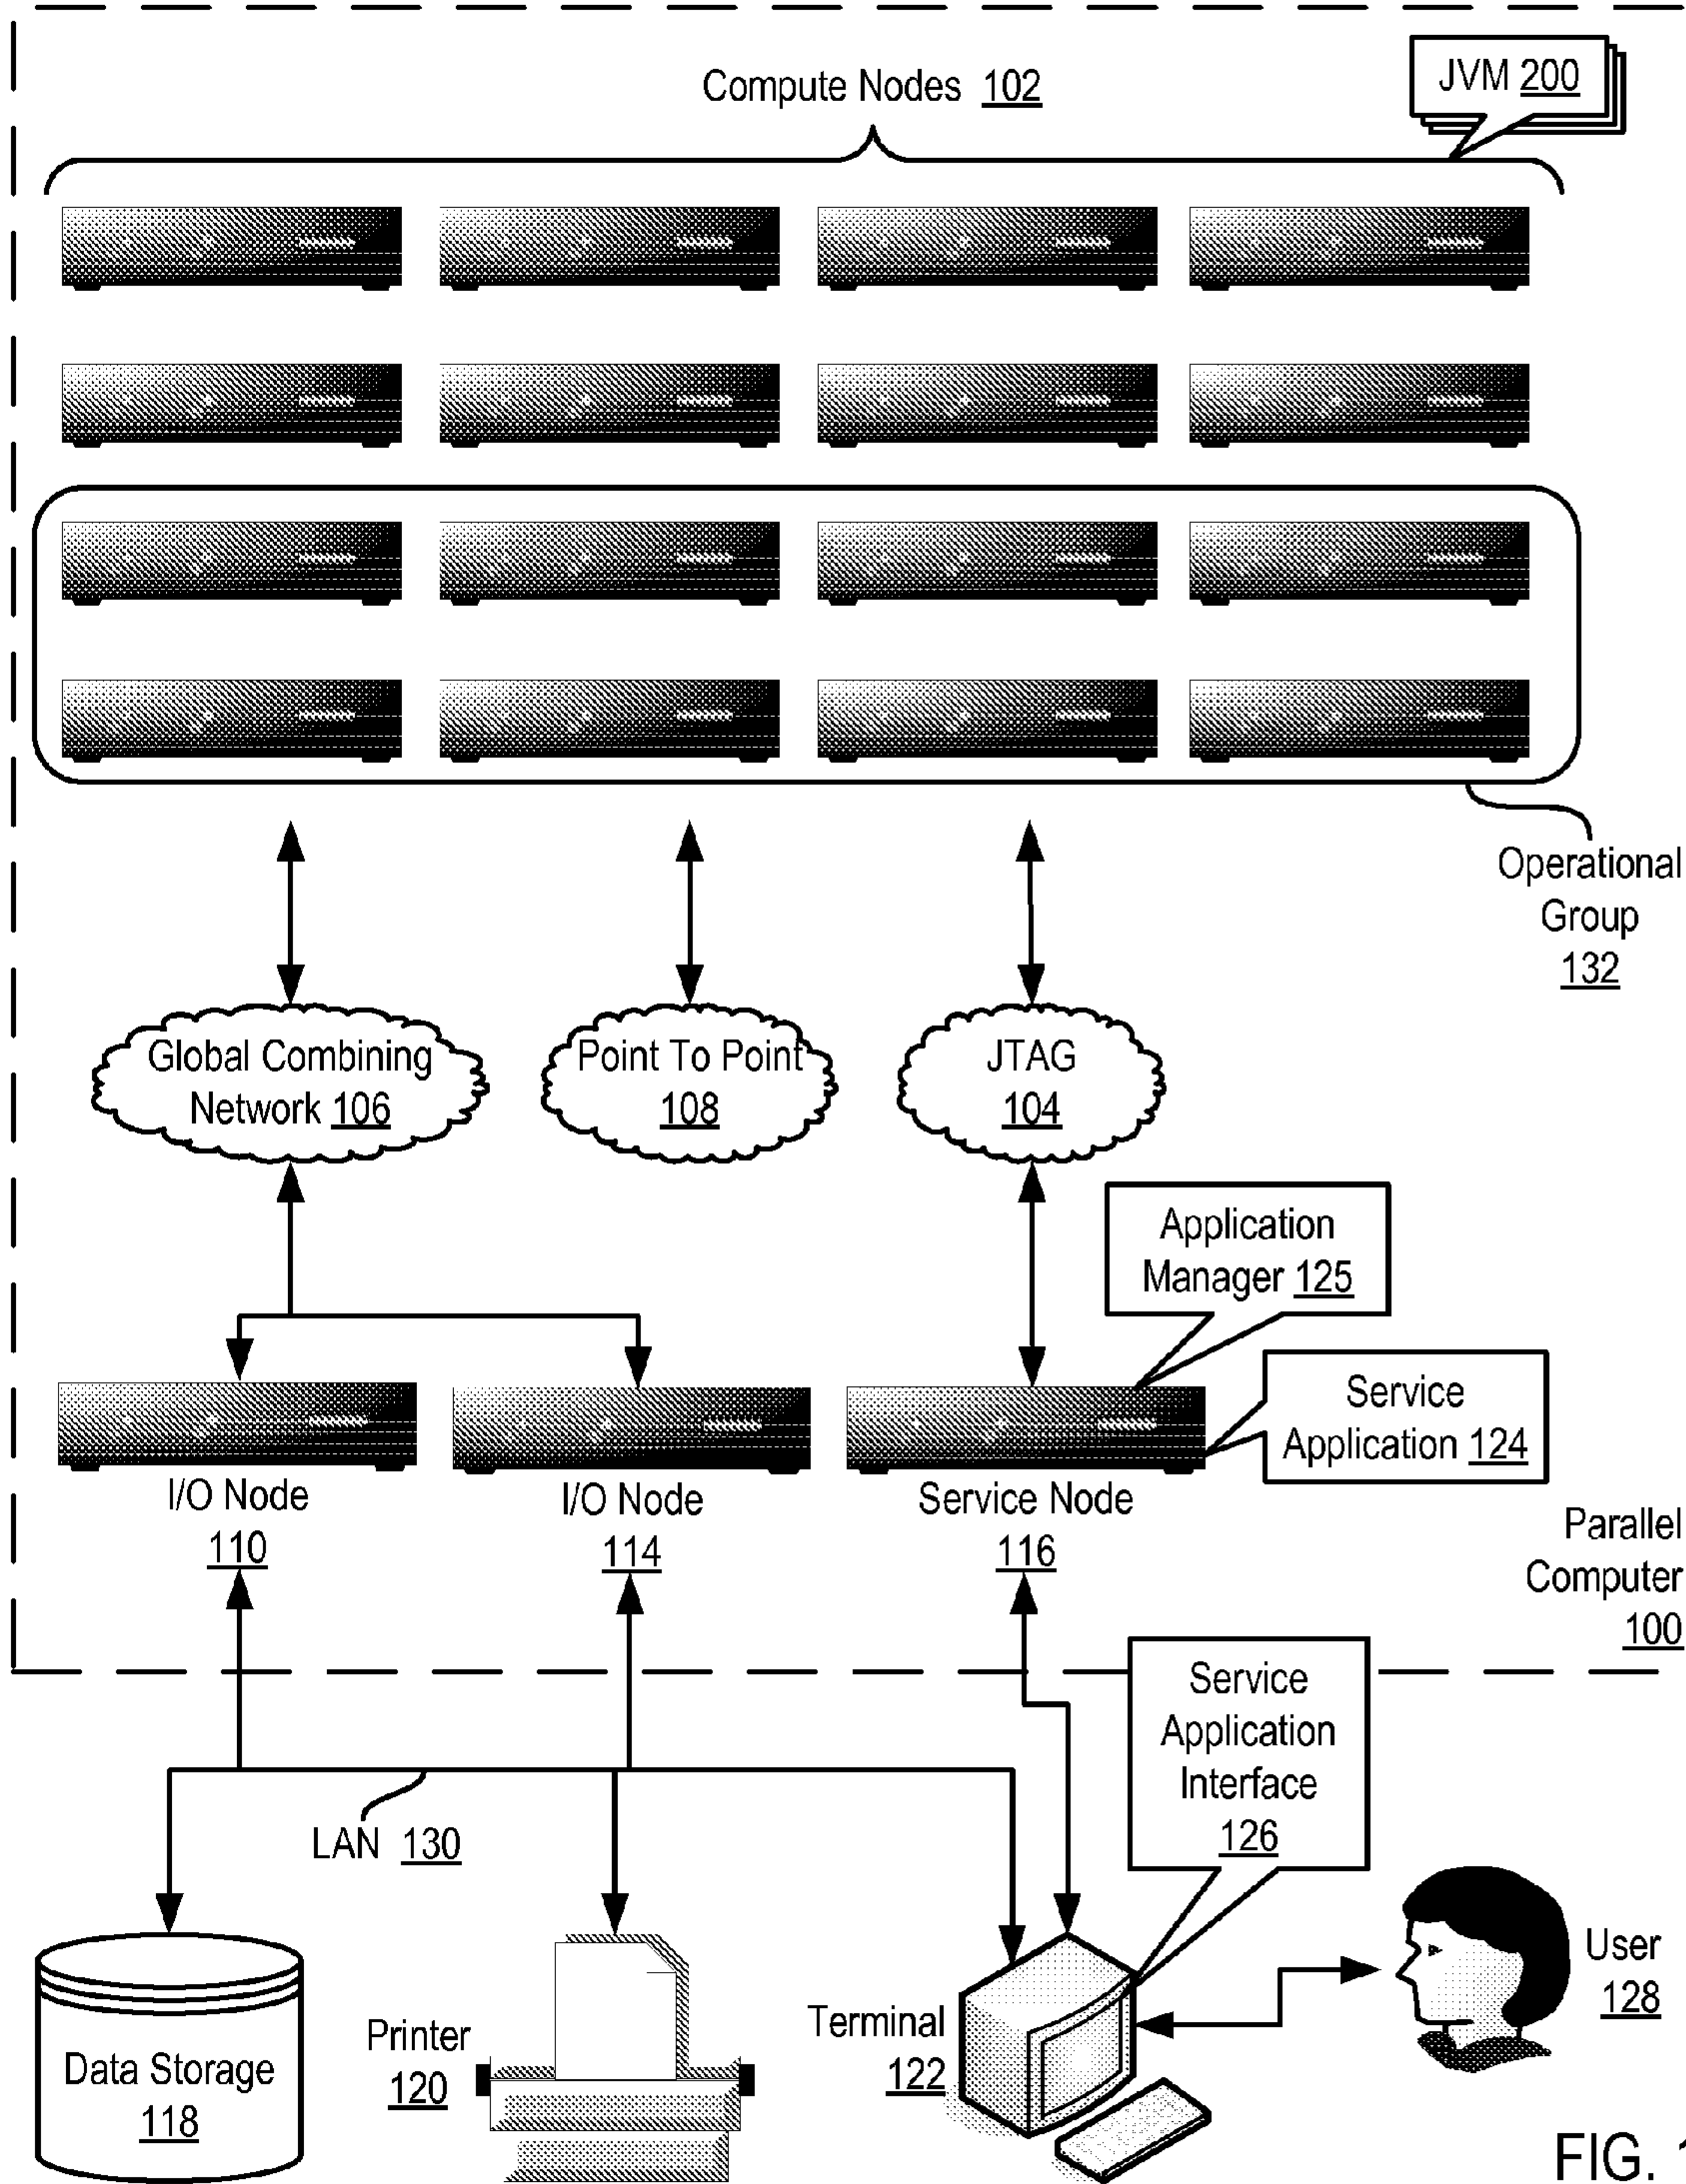 JVM 200
Compute Nodes 102
Operational
Group
132
Global Combining
Network 106
Point To Point
108
JTAG
104
Application
Manager 125
Service
Application 124
I/O Node
110
I/O Node
114
Service Node
116
Parallel
Computer
100
Service
Application
Interface
126
LAN 130
User
128
Printer
120
Terminal
122
Data Storage
118
FIG. 1